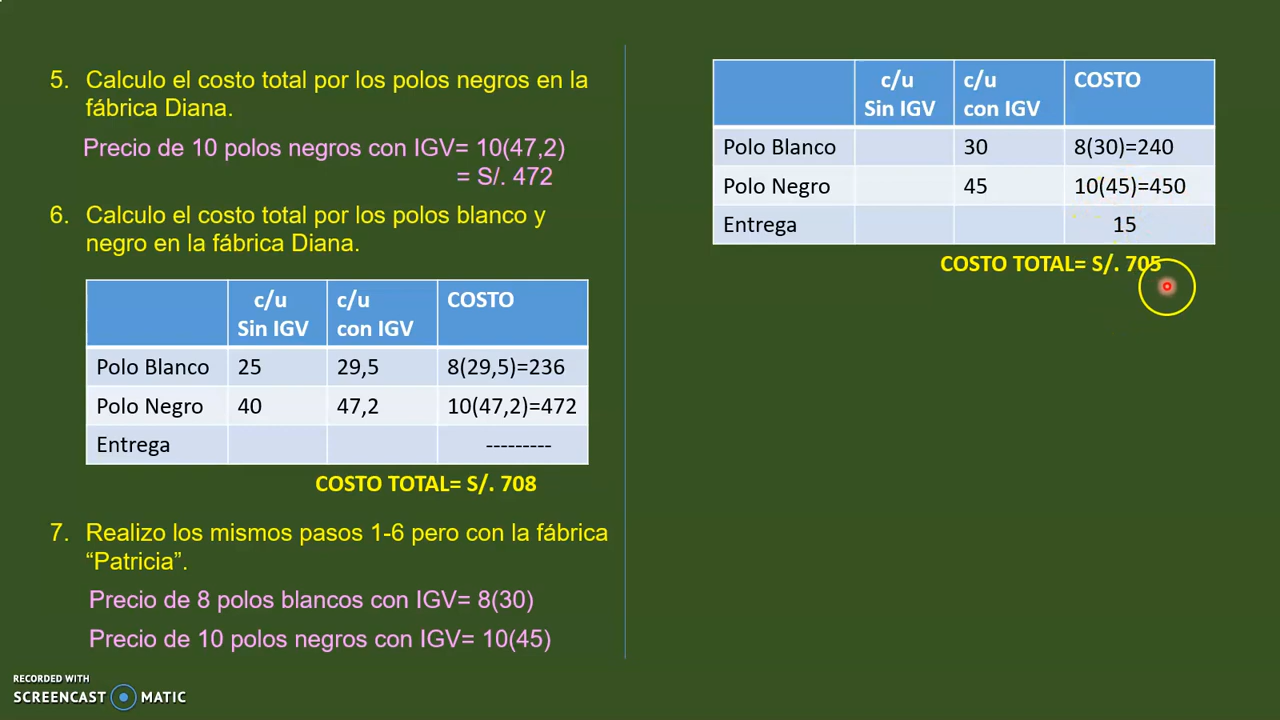 5. Calculo el costo total por los polos negros en la
fábrica Diana.
Precio de 10 polos negros con IGV= 10(47,2)
= S/. 472
6. Calculo el costo total por los polos blanco y
negro en la fábrica Diana.
c/u c/u COSTO
Sin IGV con IGV
Polo Blanco 25 29,5 8(29,5)=236
Polo Negro 40 47,2 10(47,2)=472
Entrega ---------
COSTO TOTAL= S/. 708
7. Realizo los mismos pasos 1-6 pero con la fábrica
“Patricia”.
Precio de 8 polos blancos con IGV= 8(30)
Precio de 10 polos negros con IGV= 10(45)
c/u c/u COSTO
Sin IGV con IGV
Polo Blanco 30 8(30)=240
Polo Negro 45 10(45)=450
Entrega 15
COSTO TOTAL= S/. 705
RECORDED WITH
SCREENCAST MATIC